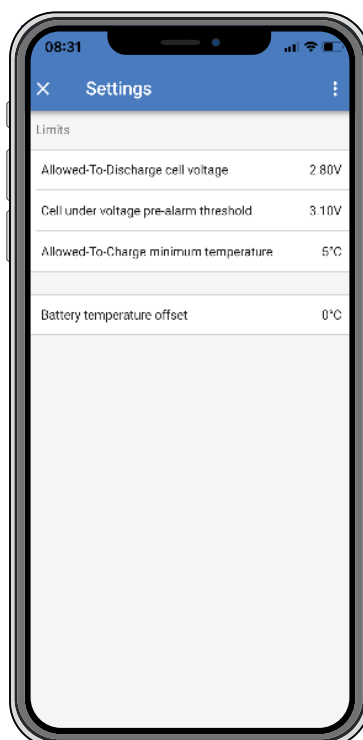 08:31
Settings
Limits
Allowed-To-Discharge cell voltage 2.80V
Cell under voltage pre-alarm threshold 3.10V
Allowed-To-Charge minimum temperature 5°C
Battery temperature offset 0°C